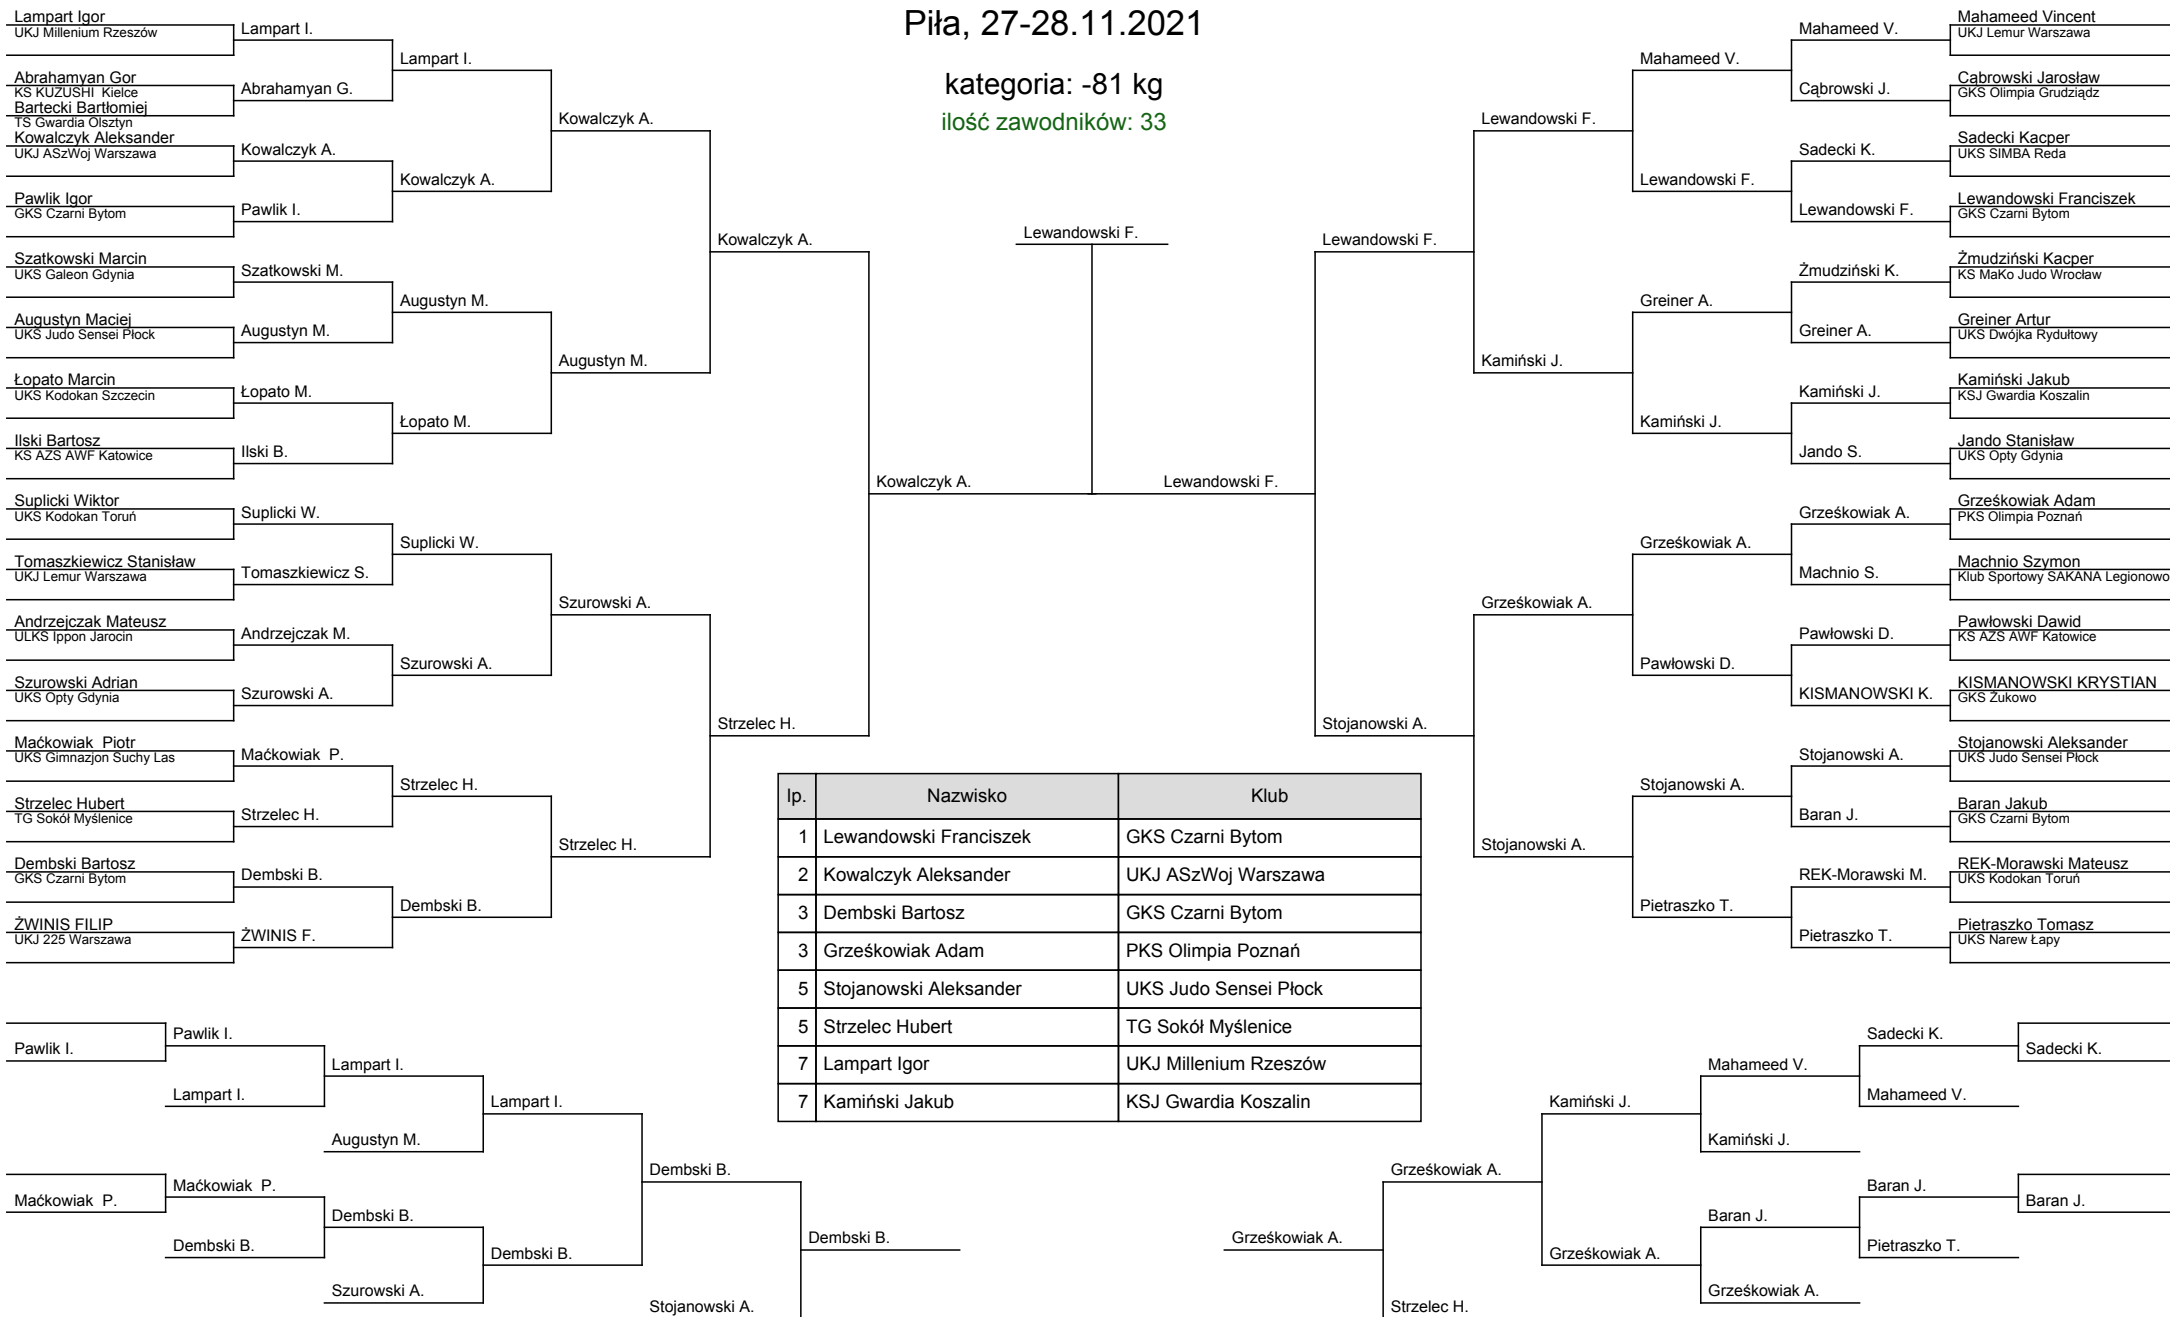 Piła, 27-28.11.2021
kategoria: -81 kg
ilość zawodników: 33
Lampart Igor
UKJ Millenium Rzeszów
Abrahamyan Gor
KS KUZUSHI Kielce
Bartecki Bartłomiej
TS Gwardia Olsztyn
Kowalczyk Aleksander
UKJ ASzWoj Warszawa
Pawlik Igor
GKS Czarni Bytom
Szatkowski Marcin
UKS Galeon Gdynia
Augustyn Maciej
UKS Judo Sensei Płock
Łopato Marcin
UKS Kodokan Szczecin
Ilski Bartosz
KS AZS AWF Katowice
Suplicki Wiktor
UKS Kodokan Toruń
Tomaszkiewicz Stanisław
UKJ Lemur Warszawa
Andrzejczak Mateusz
ULKS Ippon Jarocin
Szurowski Adrian
UKS Opty Gdynia
Maćkowiak Piotr
UKS Gimnazjon Suchy Las
Strzelec Hubert
TG Sokół Myślenice
Dembski Bartosz
GKS Czarni Bytom
ŻWINIS FILIP
UKJ 225 Warszawa
Lampart I.
Abrahamyan G.
Kowalczyk A.
Pawlik I.
Szatkowski M.
Augustyn M.
Łopato M.
Ilski B.
Suplicki W.
Tomaszkiewicz S.
Andrzejczak M.
Szurowski A.
Maćkowiak P.
Strzelec H.
Dembski B.
ŻWINIS F.
Lampart I.
Kowalczyk A.
Augustyn M.
Łopato M.
Suplicki W.
Szurowski A.
Strzelec H.
Dembski B.
Kowalczyk A.
Augustyn M.
Szurowski A.
Strzelec H.
Kowalczyk A.
Strzelec H.
Kowalczyk A.
Lewandowski F.
Lewandowski F.
Lewandowski F.
Stojanowski A.
Lewandowski F.
Kamiński J.
Grześkowiak A.
Stojanowski A.
Mahameed V.
Lewandowski F.
Greiner A.
Kamiński J.
Grześkowiak A.
Pawłowski D.
Stojanowski A.
Pietraszko T.
Mahameed V.
Cąbrowski J.
Sadecki K.
Lewandowski F.
Żmudziński K.
Greiner A.
Kamiński J.
Jando S.
Grześkowiak A.
Machnio S.
Pawłowski D.
KISMANOWSKI K.
Stojanowski A.
Baran J.
REK-Morawski M.
Pietraszko T.
Mahameed Vincent
UKJ Lemur Warszawa
Cąbrowski Jarosław
GKS Olimpia Grudziądz
Sadecki Kacper
UKS SIMBA Reda
Lewandowski Franciszek
GKS Czarni Bytom
Żmudziński Kacper
KS MaKo Judo Wrocław
Greiner Artur
UKS Dwójka Rydułtowy
Kamiński Jakub
KSJ Gwardia Koszalin
Jando Stanisław
UKS Opty Gdynia
Grześkowiak Adam
PKS Olimpia Poznań
Machnio Szymon
Klub Sportowy SAKANA Legionowo
Pawłowski Dawid
KS AZS AWF Katowice
KISMANOWSKI KRYSTIAN
GKS Żukowo
Stojanowski Aleksander
UKS Judo Sensei Płock
Baran Jakub
GKS Czarni Bytom
REK-Morawski Mateusz
UKS Kodokan Toruń
Pietraszko Tomasz
UKS Narew Łapy
lp. Nazwisko Klub
1 Lewandowski Franciszek GKS Czarni Bytom
2 Kowalczyk Aleksander UKJ ASzWoj Warszawa
3 Dembski Bartosz GKS Czarni Bytom
3 Grześkowiak Adam PKS Olimpia Poznań
5 Stojanowski Aleksander UKS Judo Sensei Płock
5 Strzelec Hubert TG Sokół Myślenice
7 Lampart Igor UKJ Millenium Rzeszów
7 Kamiński Jakub KSJ Gwardia Koszalin
Pawlik I.
Maćkowiak P.
Pawlik I.
Lampart I.
Maćkowiak P.
Dembski B.
Lampart I.
Augustyn M.
Dembski B.
Szurowski A.
Lampart I.
Dembski B.
Dembski B.
Stojanowski A.
Dembski B.
Grześkowiak A.
Grześkowiak A.
Strzelec H.
Kamiński J.
Grześkowiak A.
Mahameed V.
Kamiński J.
Baran J.
Grześkowiak A.
Sadecki K.
Mahameed V.
Baran J.
Pietraszko T.
Sadecki K.
Baran J.